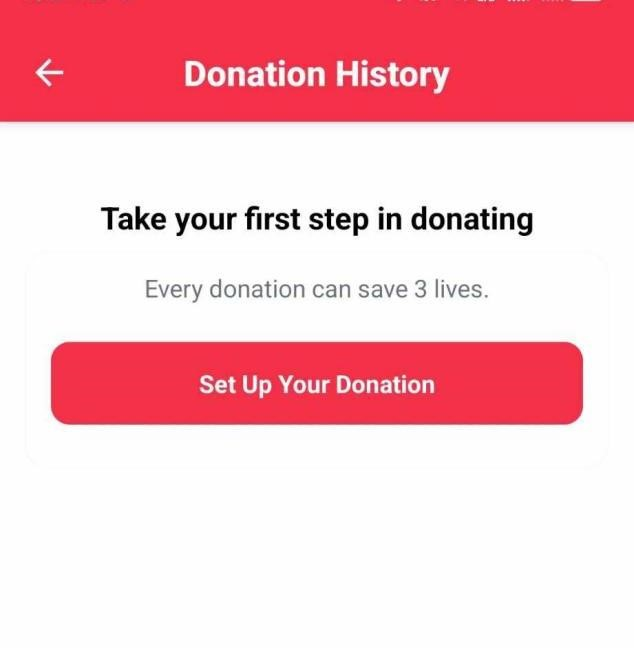 Donation History
Take your first step in donating
Every donation can save 3 lives.
Set Up Your Donation